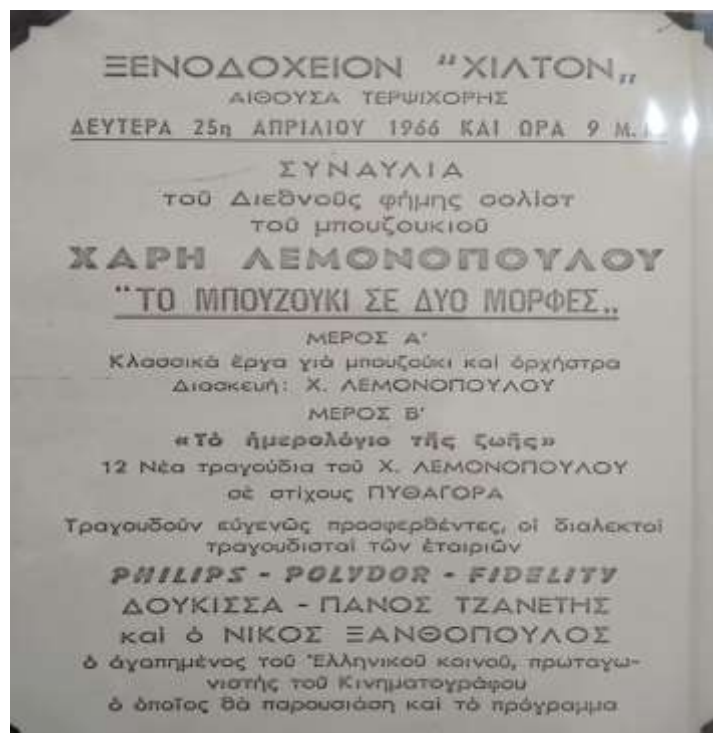 ΞΕΝΟΔΟΧΕΙΟΝ "ΧΙΛΤΟΝ„
ΑΙΘΟΥΣΑ ΤΕΡΨΙΧΟΡΗΣ
ΔΕΥΤΕΡΑ 25η ΑΠΡΙΛΙΟΥ 1966 ΚΑΙ ΩΡΑ 9 Μ.
ΣΥΝΑΥΛΙΑ
τοῦ Διεθνοῦς φήμης σολίστ
τοῦ μπουζουκιοῦ
ΧΑΡΗ ΛΕΜΟΝΟΠΟΥΛΟΥ
"ΤΟ ΜΠΟΥΖΟΥΚΙ ΣΕ ΔΥΟ ΜΟΡΦΕΣ„
ΜΕΡΟΣ Α'
Κλασσικὰ ἔργα γιὰ μπουζούκι καὶ ὀρχήστρα
Διασκευή: Χ. ΛΕΜΟΝΟΠΟΥΛΟΥ
ΜΕΡΟΣ Β'
«Τὸ ἡμερολόγιο τῆς ζωῆς»
12 Νέα τραγούδια τοῦ Χ. ΛΕΜΟΝΟΠΟΥΛΟΥ
σὲ στίχους ΠΥΘΑΓΟΡΑ
Τραγουδοῦν εὐγενῶς προσφερθέντες, οἱ διαλεκτοὶ
τραγουδισταὶ τῶν ἑταιριῶν
PHILIPS - POLYDOR - FIDELITY
ΔΟΥΚΙΣΣΑ - ΠΑΝΟΣ ΤΖΑΝΕΤΗΣ
καὶ ὁ ΝΙΚΟΣ ΞΑΝΘΟΠΟΥΛΟΣ
ὁ ἀγαπημένος τοῦ Ἑλληνικοῦ κοινοῦ, πρωταγω-
νιστὴς τοῦ Κινηματογράφου
ὁ ὁποῖος θὰ παρουσιάση καὶ τὸ πρόγραμμα